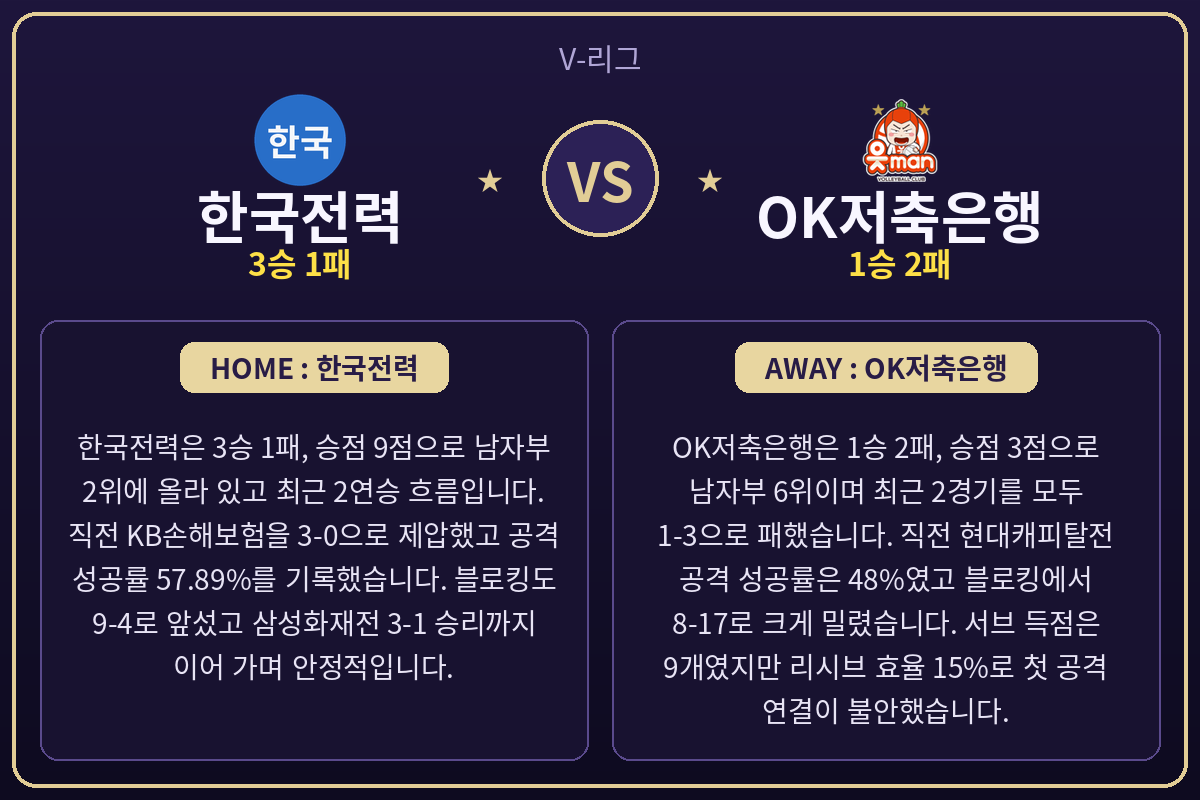 V-리그
한국
웃man
VOLLEYBALL CLUB
VS
한국전력
OK저축은행
3승 1패
1승 2패
HOME : 한국전력
한국전력은 3승 1패, 승점 9점으로 남자부
2위에 올라 있고 최근 2연승 흐름입니다.
직전 KB손해보험을 3-0으로 제압했고 공격
성공률 57.89%를 기록했습니다. 블로킹도
9-4로 앞섰고 삼성화재전 3-1 승리까지
이어 가며 안정적입니다.
AWAY : OK저축은행
OK저축은행은 1승 2패, 승점 3점으로
남자부 6위이며 최근 2경기를 모두
1-3으로 패했습니다. 직전 현대캐피탈전
공격 성공률은 48%였고 블로킹에서
8-17로 크게 밀렸습니다. 서브 득점은
9개였지만 리시브 효율 15%로 첫 공격
연결이 불안했습니다.